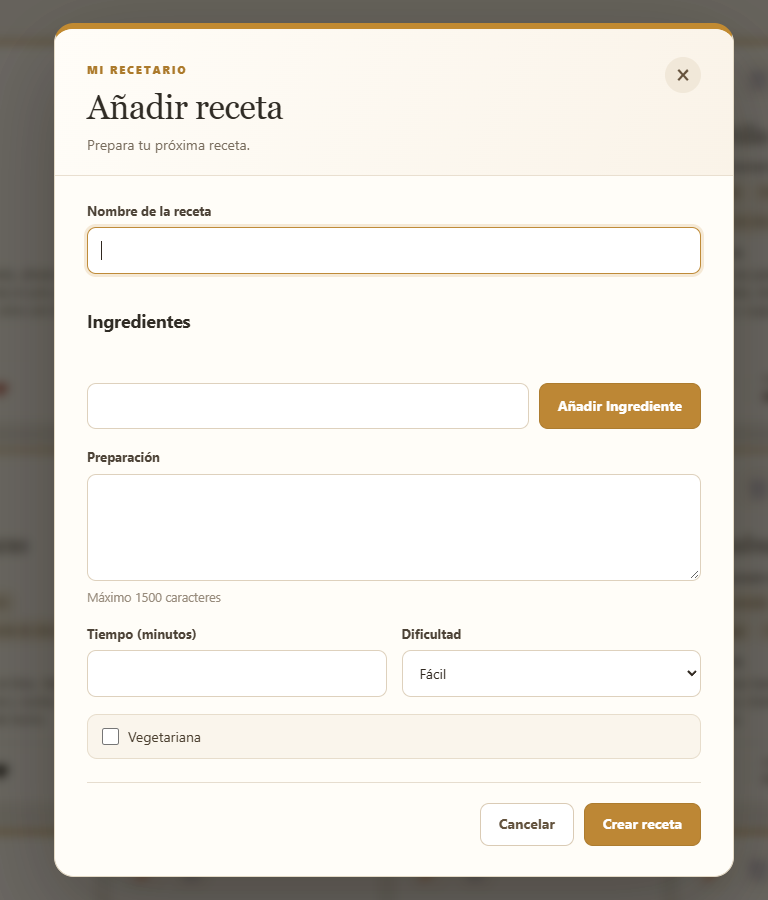 MI RECETARIO
Añadir receta
Prepara tu próxima receta.
Nombre de la receta
Ingredientes
Añadir Ingrediente
Preparación
Máximo 1500 caracteres
Tiempo (minutos)
Dificultad
Fácil
Vegetariana
Cancelar
Crear receta